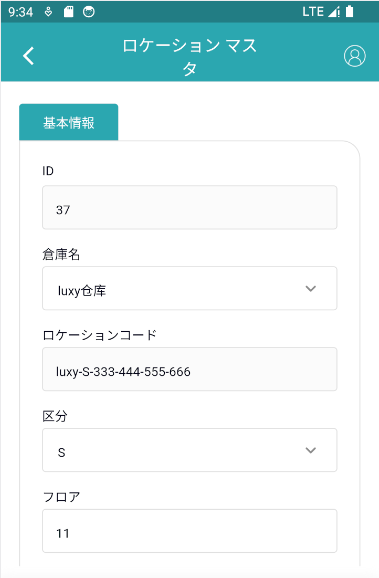 9:34
LTE
ロケーション マス
タ
基本情報
ID
37
倉庫名
luxy仓库
ロケーションコード
luxy-S-333-444-555-666
区分
S
フロア
11